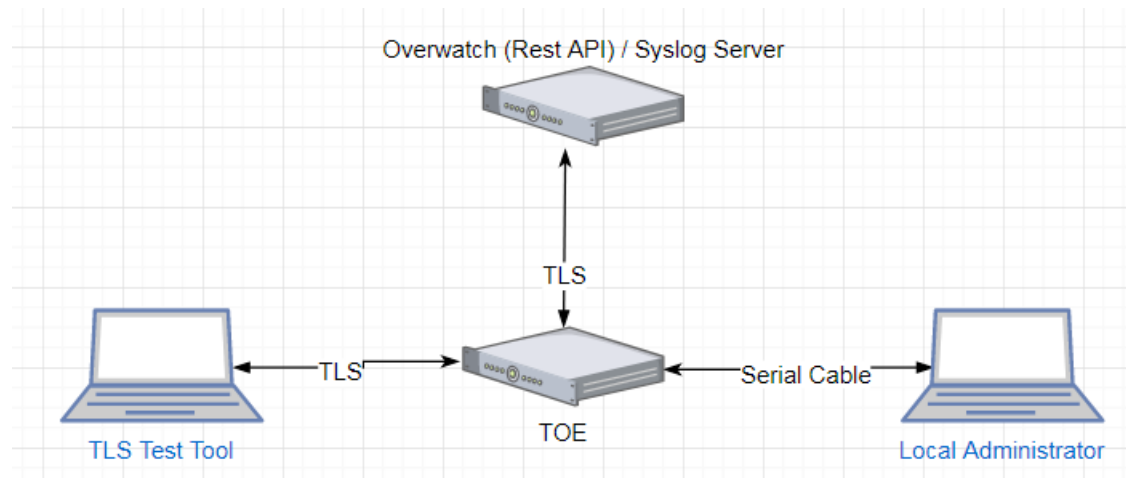 Overwatch (Rest API) / Syslog Server
TLS
TLS
Serial Cable
TOE
TLS Test Tool
Local Administrator